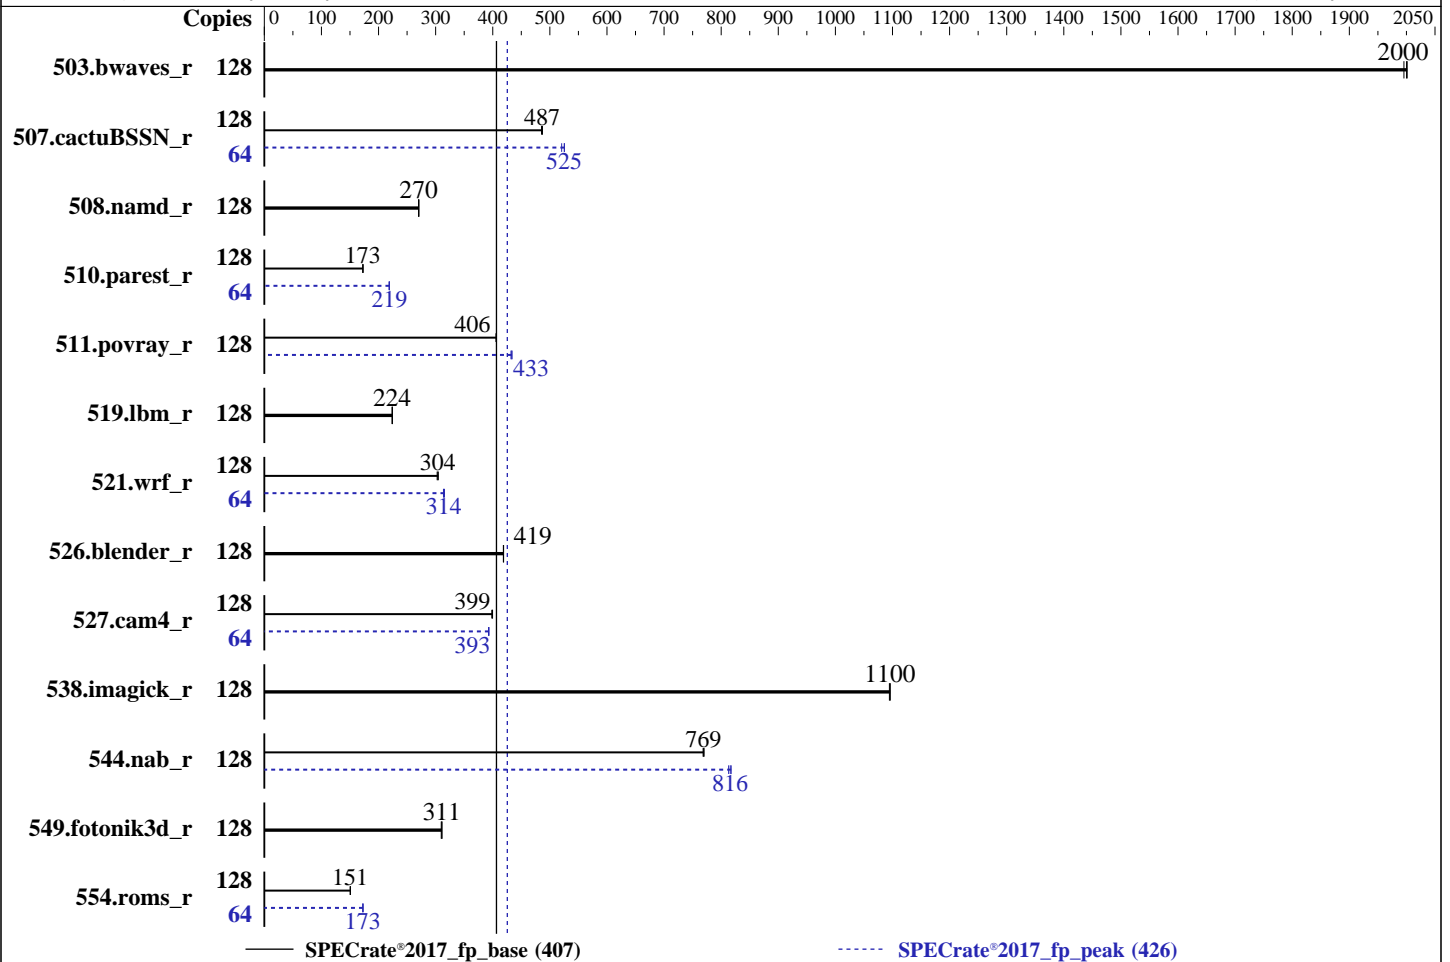 Copies 0 100 200 300 400 500 600 700 800 900 1000 1100 1200 1300 1400 1500 1600 1700 1800 1900 2050
503.bwaves_r 128 2000
507.cactuBSSN_r 128 487
64 525
508.namd_r 128 270
510.parest_r 128 173
64 219
511.povray_r 128 406
433
519.lbm_r 128 224
521.wrf_r 128 304
64 314
526.blender_r 128 419
527.cam4_r 128 399
64 393
538.imagick_r 128 1100
544.nab_r 128 769
816
549.fotonik3d_r 128 311
554.roms_r 128 151
64 173
SPECrate®2017_fp_base (407) SPECrate®2017_fp_peak (426)